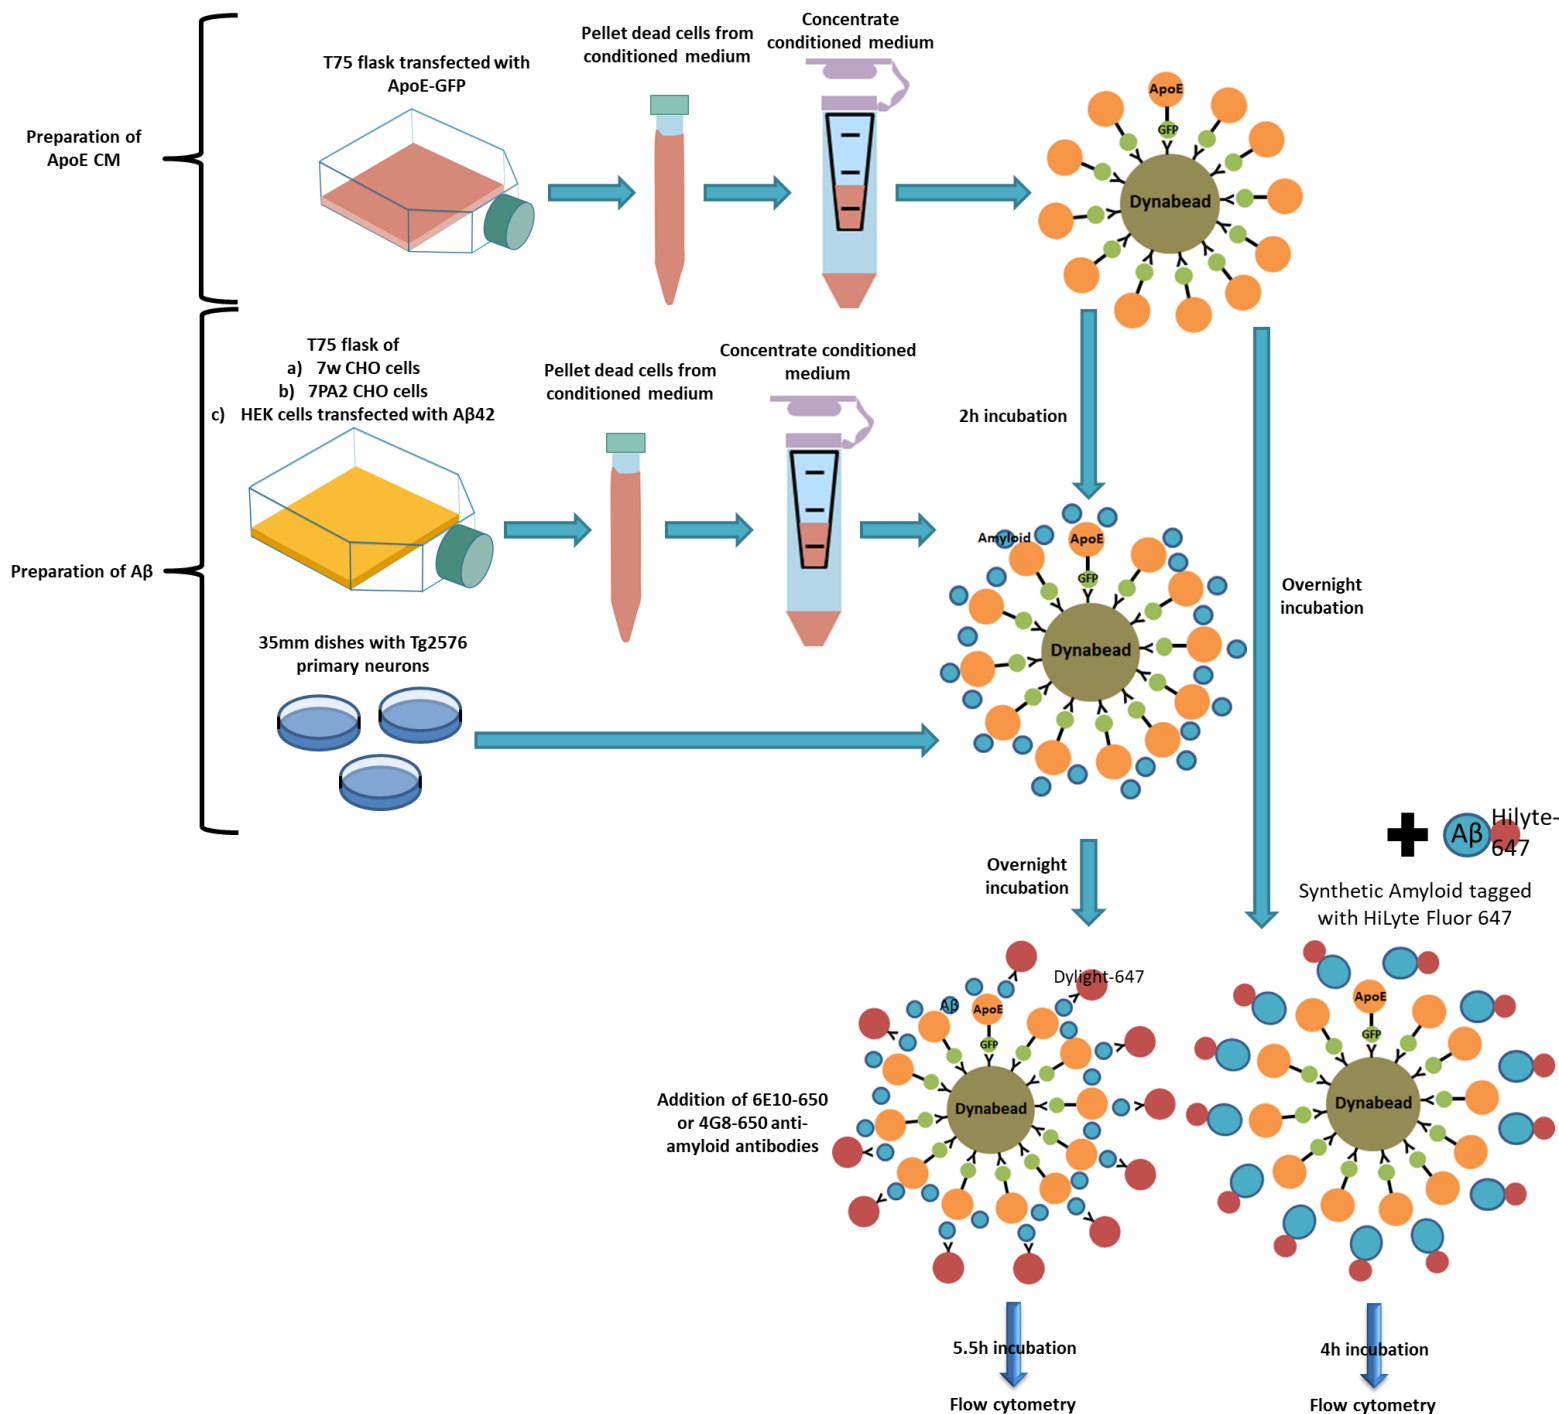 Preparation of
ApoE CM
T75 flask transfected with
ApoE-GFP
Pellet dead cells from
conditioned medium
Concentrate
conditioned medium
ApoE
GFP
Dynabead
Preparation of Aβ
T75 flask of
a) 7w CHO cells
b) 7PA2 CHO cells
c) HEK cells transfected with Aβ42
Pellet dead cells from
conditioned medium
Concentrate conditioned
medium
35mm dishes with Tg2576
primary neurons
2h incubation
Amyloid
ApoE
GFP
Dynabead
Overnight
incubation
Overnight
incubation
Aβ
Hilyte-
647
Synthetic Amyloid tagged
with HiLyte Fluor 647
Addition of 6E10-650
or 4G8-650 anti-
amyloid antibodies
Dylight-647
Aβ
ApoE
GFP
Dynabead
ApoE
GFP
Dynabead
5.5h incubation
Flow cytometry
4h incubation
Flow cytometry